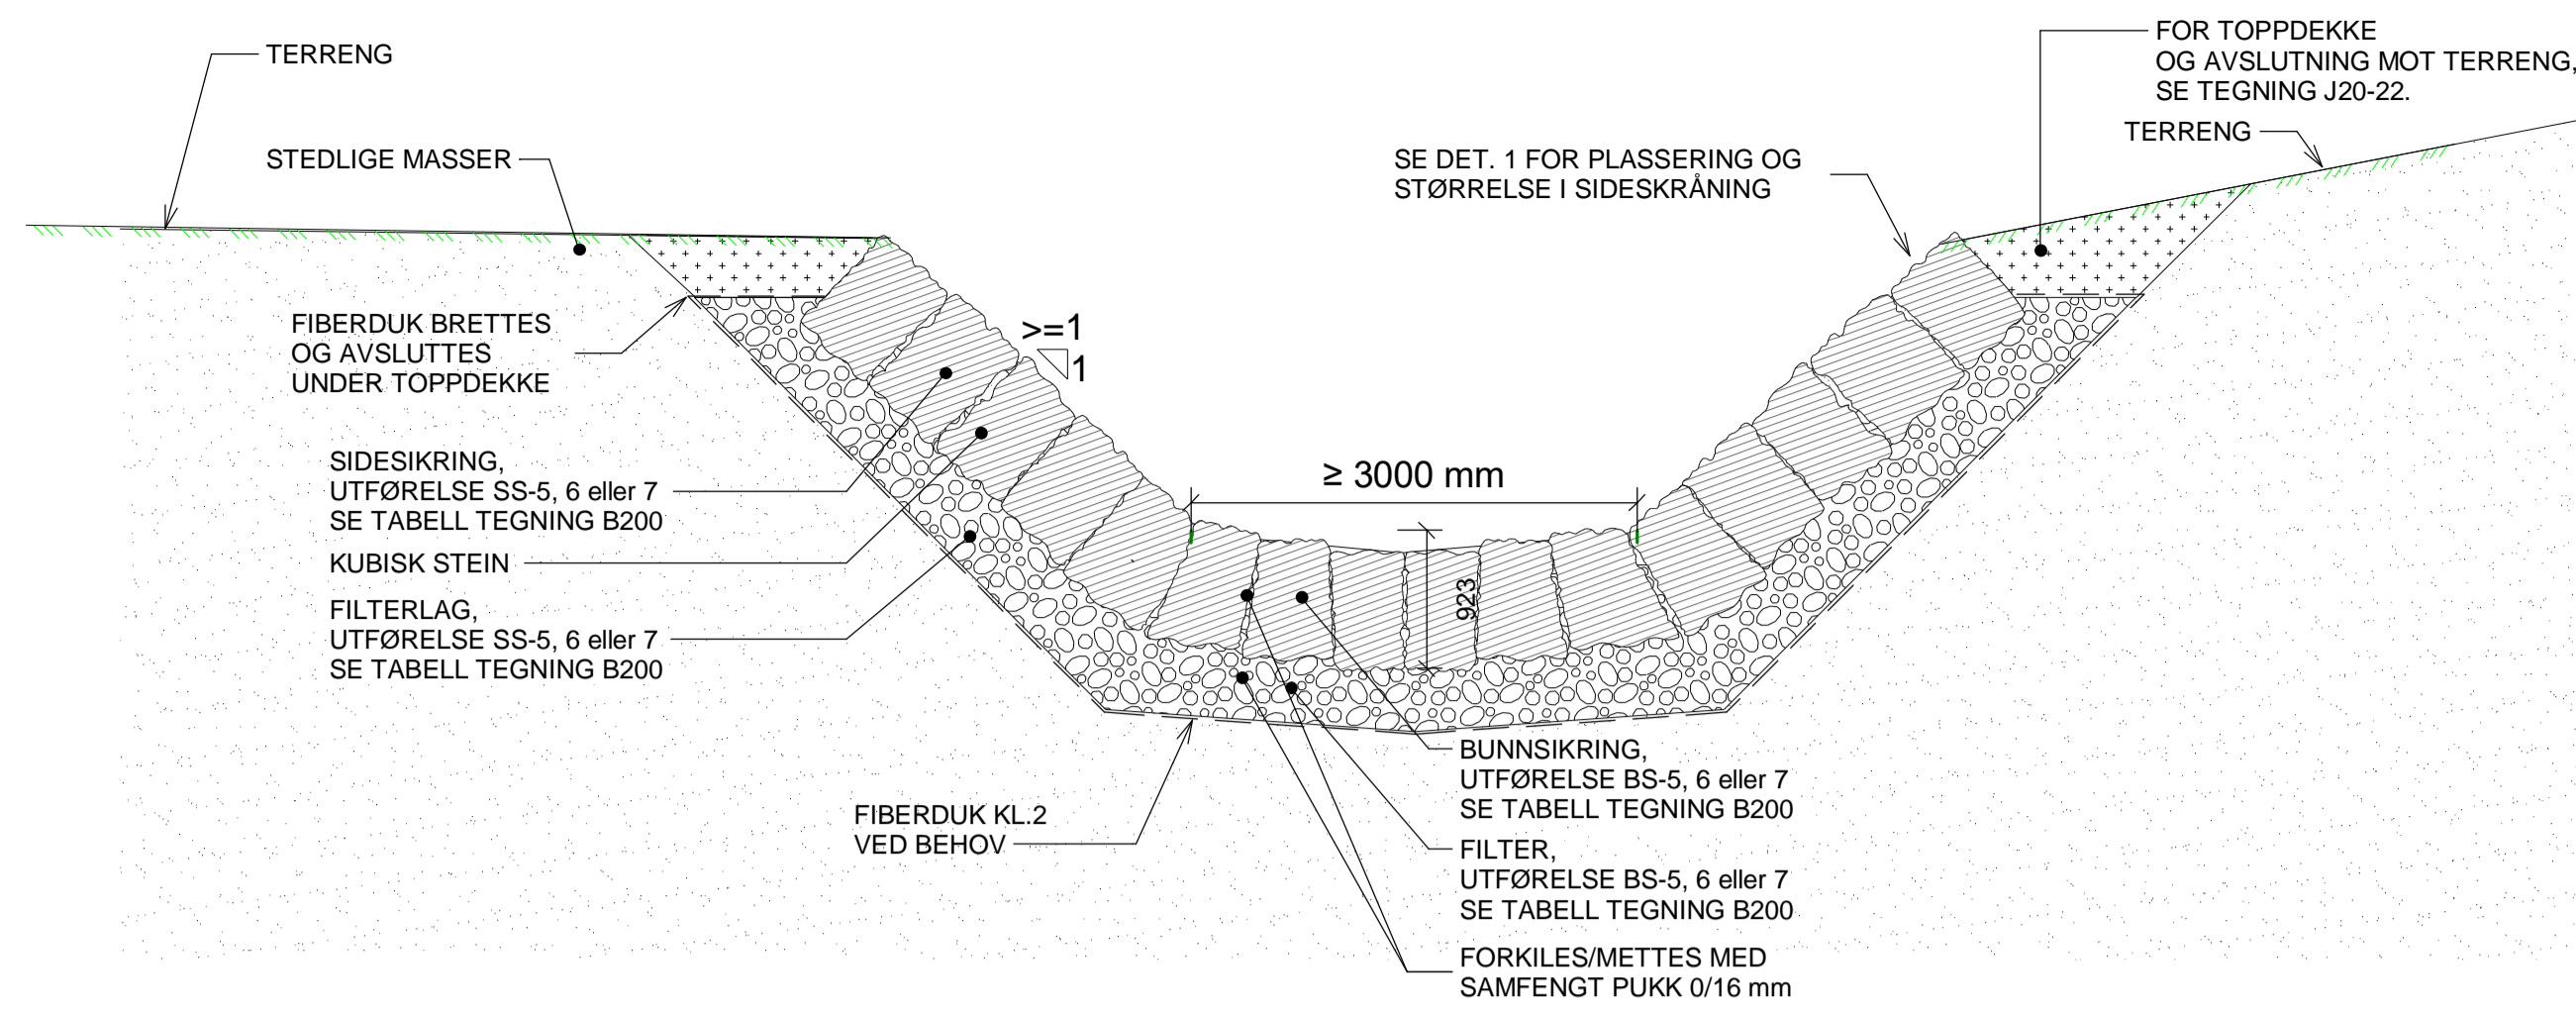 TERRENG
STEDLIGE MASSER
FOR TOPPDEKKE
OG AVSLUTNING MOT TERRENG,
SE TEGNING J20-22.
TERRENG
SE DET. 1 FOR PLASSERING OG
STØRRELSE I SIDESKRÅNING
FIBERDUK BRETTES
OG AVSLUTTES
UNDER TOPPDEKKE
>=1
1
SIDESIKRING,
UTFØRELSE SS-5, 6 eller 7
SE TABELL TEGNING B200
KUBISK STEIN
FILTERLAG,
UTFØRELSE SS-5, 6 eller 7
SE TABELL TEGNING B200
≥ 3000 mm
923
FIBERDUK KL.2
VED BEHOV
BUNNSIKRING,
UTFØRELSE BS-5, 6 eller 7
SE TABELL TEGNING B200
FILTER,
UTFØRELSE BS-5, 6 eller 7
SE TABELL TEGNING B200
FORKILES/METTES MED
SAMFENGT PUKK 0/16 mm